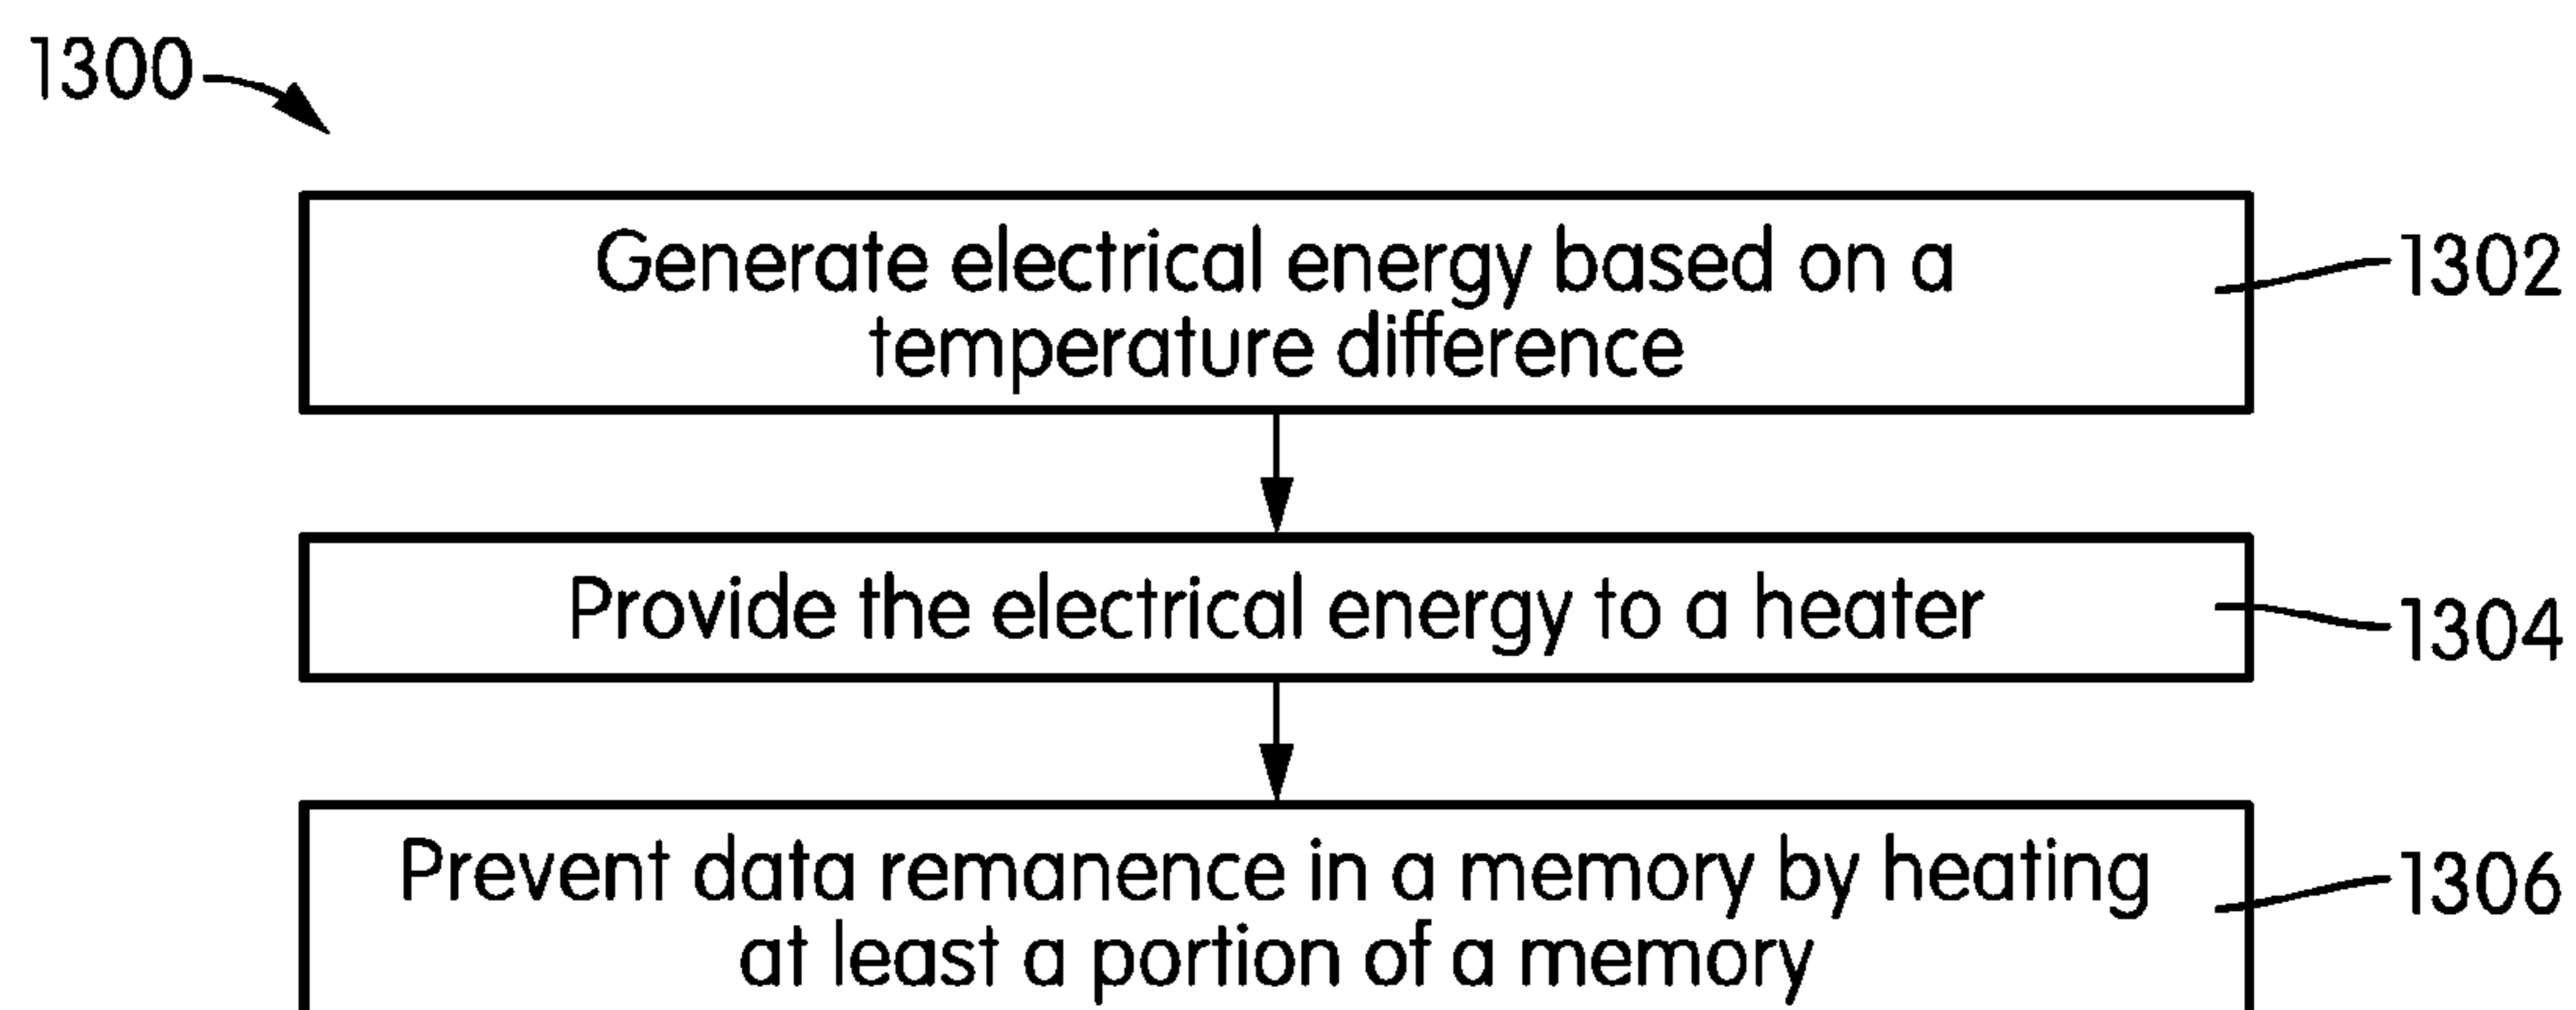 1300
Generate electrical energy based on a
temperature difference
1302
Provide the electrical energy to a heater
1304
Prevent data remanence in a memory by heating
at least a portion of a memory
1306